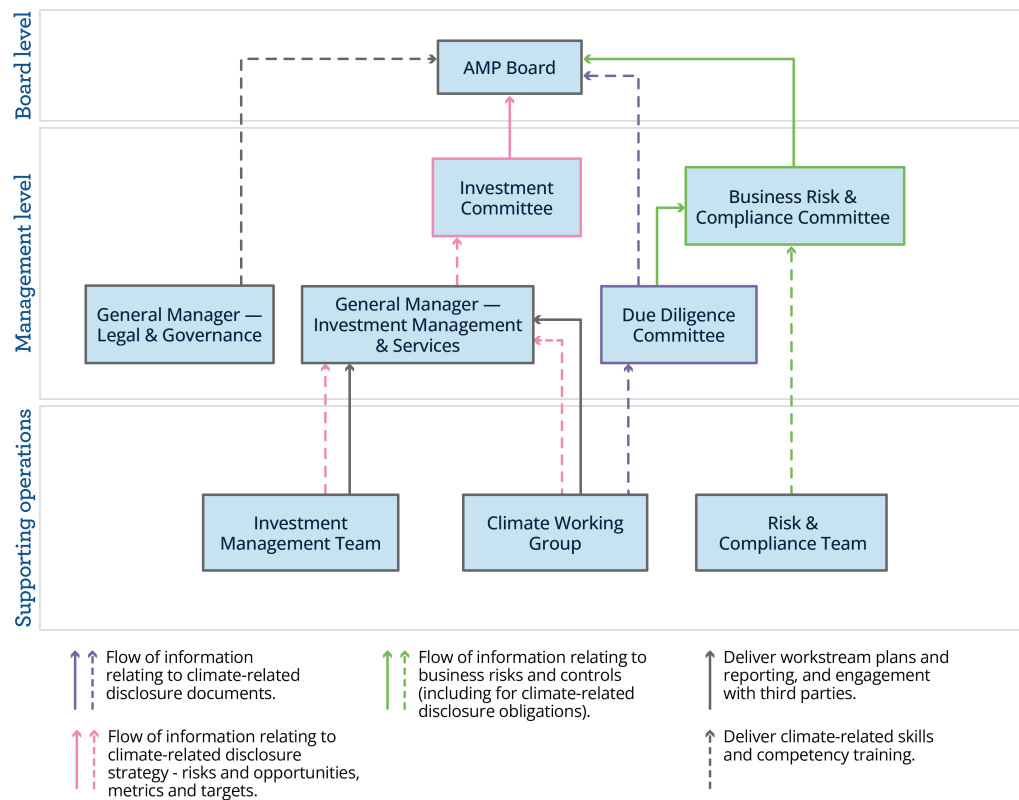 Board level
AMP Board
Management level
Investment
Committee
Business Risk &
Compliance Committee
General Manager —
Legal & Governance
General Manager —
Investment Management
& Services
Due Diligence
Committee
Supporting operations
Investment
Management Team
Climate Working
Group
Risk &
Compliance Team
Flow of information
relating to climate-related
disclosure documents.
Flow of information relating to
business risks and controls
(including for climate-related
disclosure obligations).
Deliver workstream plans and
reporting, and engagement
with third parties.
Flow of information relating to
climate-related disclosure
strategy - risks and opportunities,
metrics and targets.
Deliver climate-related skills
and competency training.